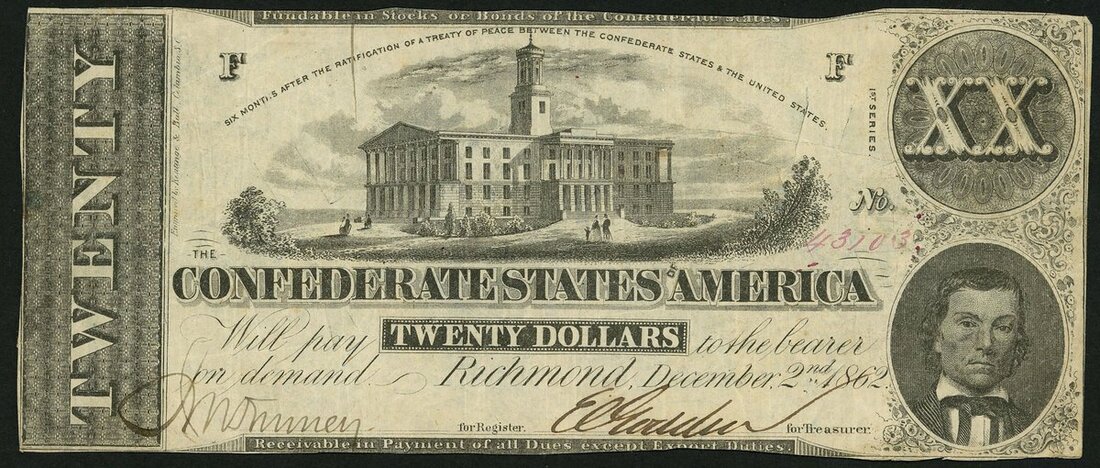 Fundable in Stocks or Bonds of the Confederate States
SIX MONTHS AFTER THE RATIFICATION OF A TREATY OF PEACE BETWEEN THE CONFEDERATE STATES & THE UNITED STATES.
F
F
1ST SERIES.
XX
TWENTY
No.
43103
THE
CONFEDERATE STATES OF AMERICA
Will pay TWENTY DOLLARS to the bearer
on demand Richmond, December, 2nd 1862
for Register.
for Treasurer.
Receivable in Payment of all Dues except Export Duties.